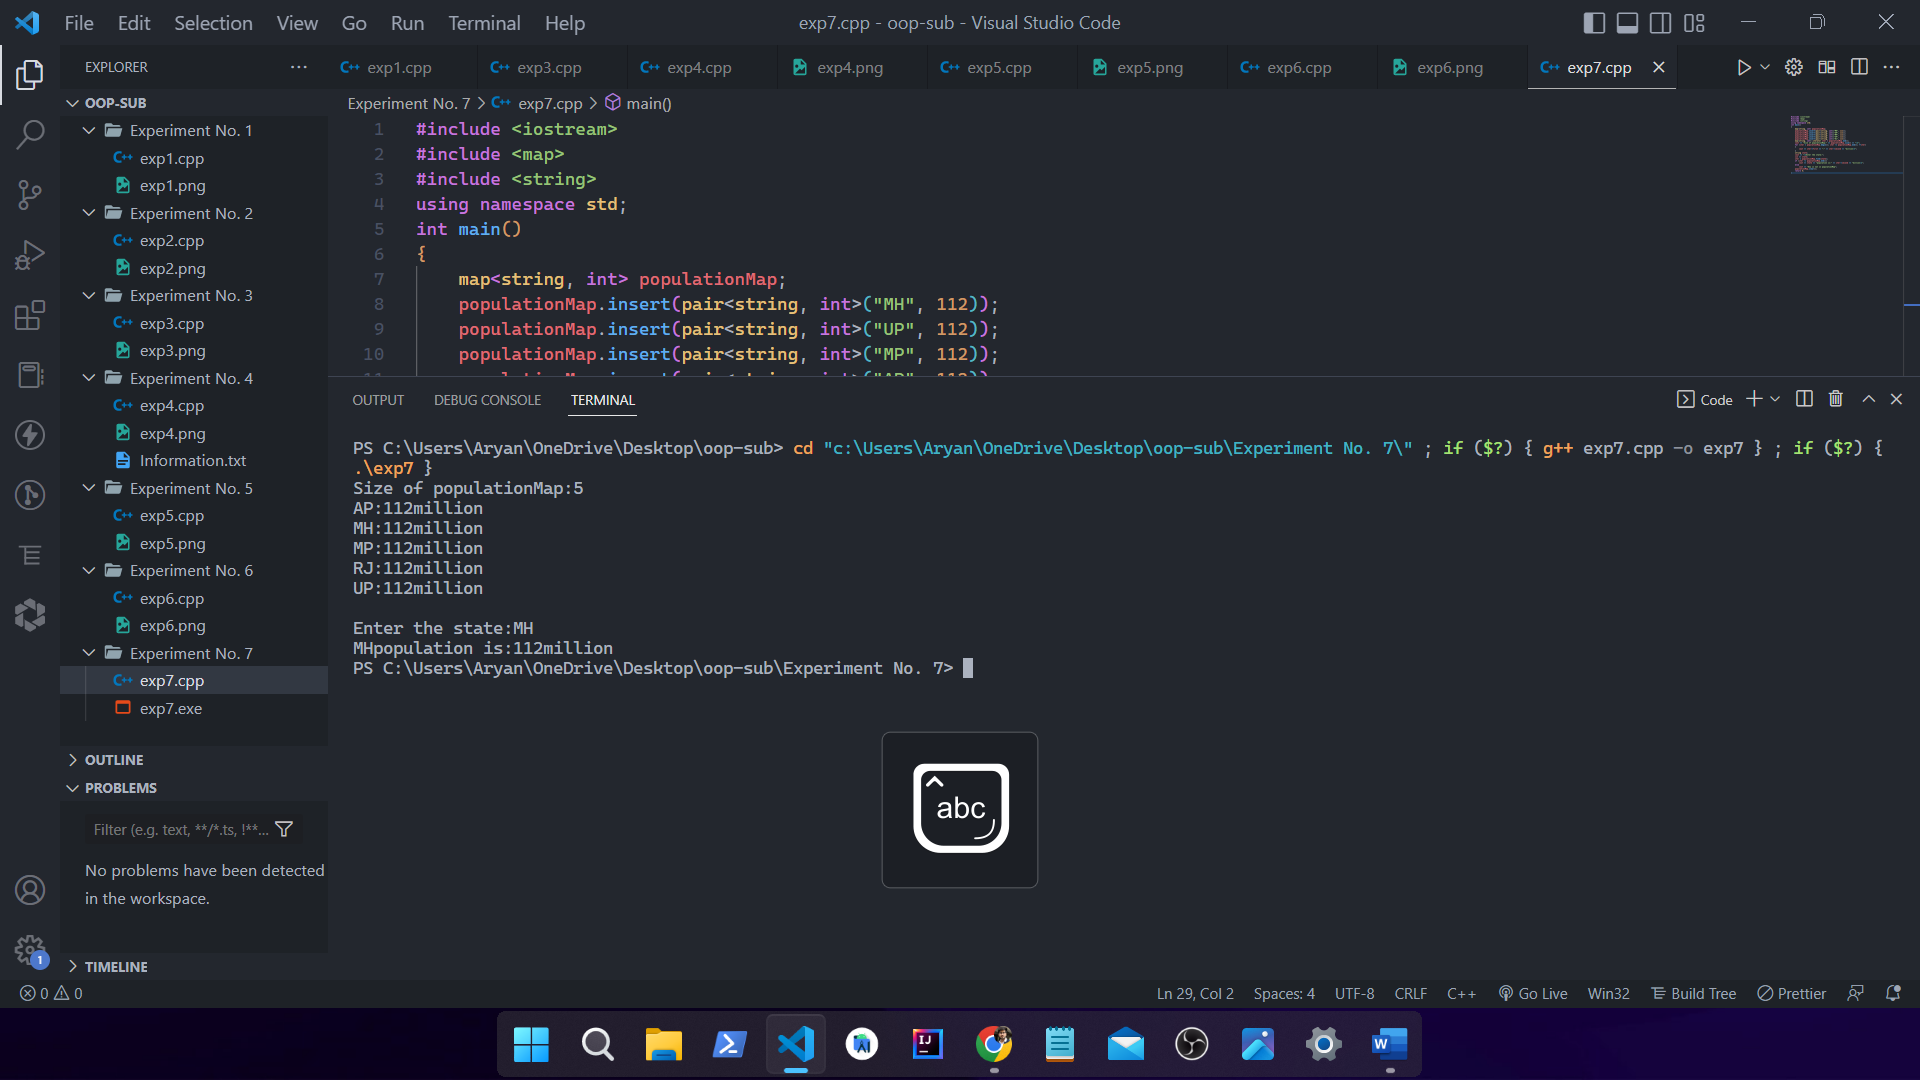 File Edit Selection View Go Run Terminal Help
exp7.cpp - oop-sub - Visual Studio Code
EXPLORER
OOP-SUB
Experiment No. 1
exp1.cpp
exp1.png
Experiment No. 2
exp2.cpp
exp2.png
Experiment No. 3
exp3.cpp
exp3.png
Experiment No. 4
exp4.cpp
exp4.png
Information.txt
Experiment No. 5
exp5.cpp
exp5.png
Experiment No. 6
exp6.cpp
exp6.png
Experiment No. 7
exp7.cpp
exp7.exe
OUTLINE
PROBLEMS
Filter (e.g. text, **/*.ts, !**...
No problems have been detected
in the workspace.
TIMELINE
exp1.cpp exp3.cpp exp4.cpp exp4.png exp5.cpp exp5.png exp6.cpp exp6.png exp7.cpp
Experiment No. 7 > exp7.cpp > main()
1 #include <iostream>
2 #include <map>
3 #include <string>
4 using namespace std;
5 int main()
6 {
7 map<string, int> populationMap;
8 populationMap.insert(pair<string, int>("MH", 112));
9 populationMap.insert(pair<string, int>("UP", 112));
10 populationMap.insert(pair<string, int>("MP", 112));
OUTPUT DEBUG CONSOLE TERMINAL
Code
PS C:\Users\Aryan\OneDrive\Desktop\oop-sub> cd "c:\Users\Aryan\OneDrive\Desktop\oop-sub\Experiment No. 7\" ; if ($?) { g++ exp7.cpp -o exp7 } ; if ($?) {
.\exp7 }
Size of populationMap:5
AP:112million
MH:112million
MP:112million
RJ:112million
UP:112million
Enter the state:MH
MHpopulation is:112million
PS C:\Users\Aryan\OneDrive\Desktop\oop-sub\Experiment No. 7>
abc
1
0 0
Ln 29, Col 2 Spaces: 4 UTF-8 CRLF C++ Go Live Win32 Build Tree Prettier
IJ
W